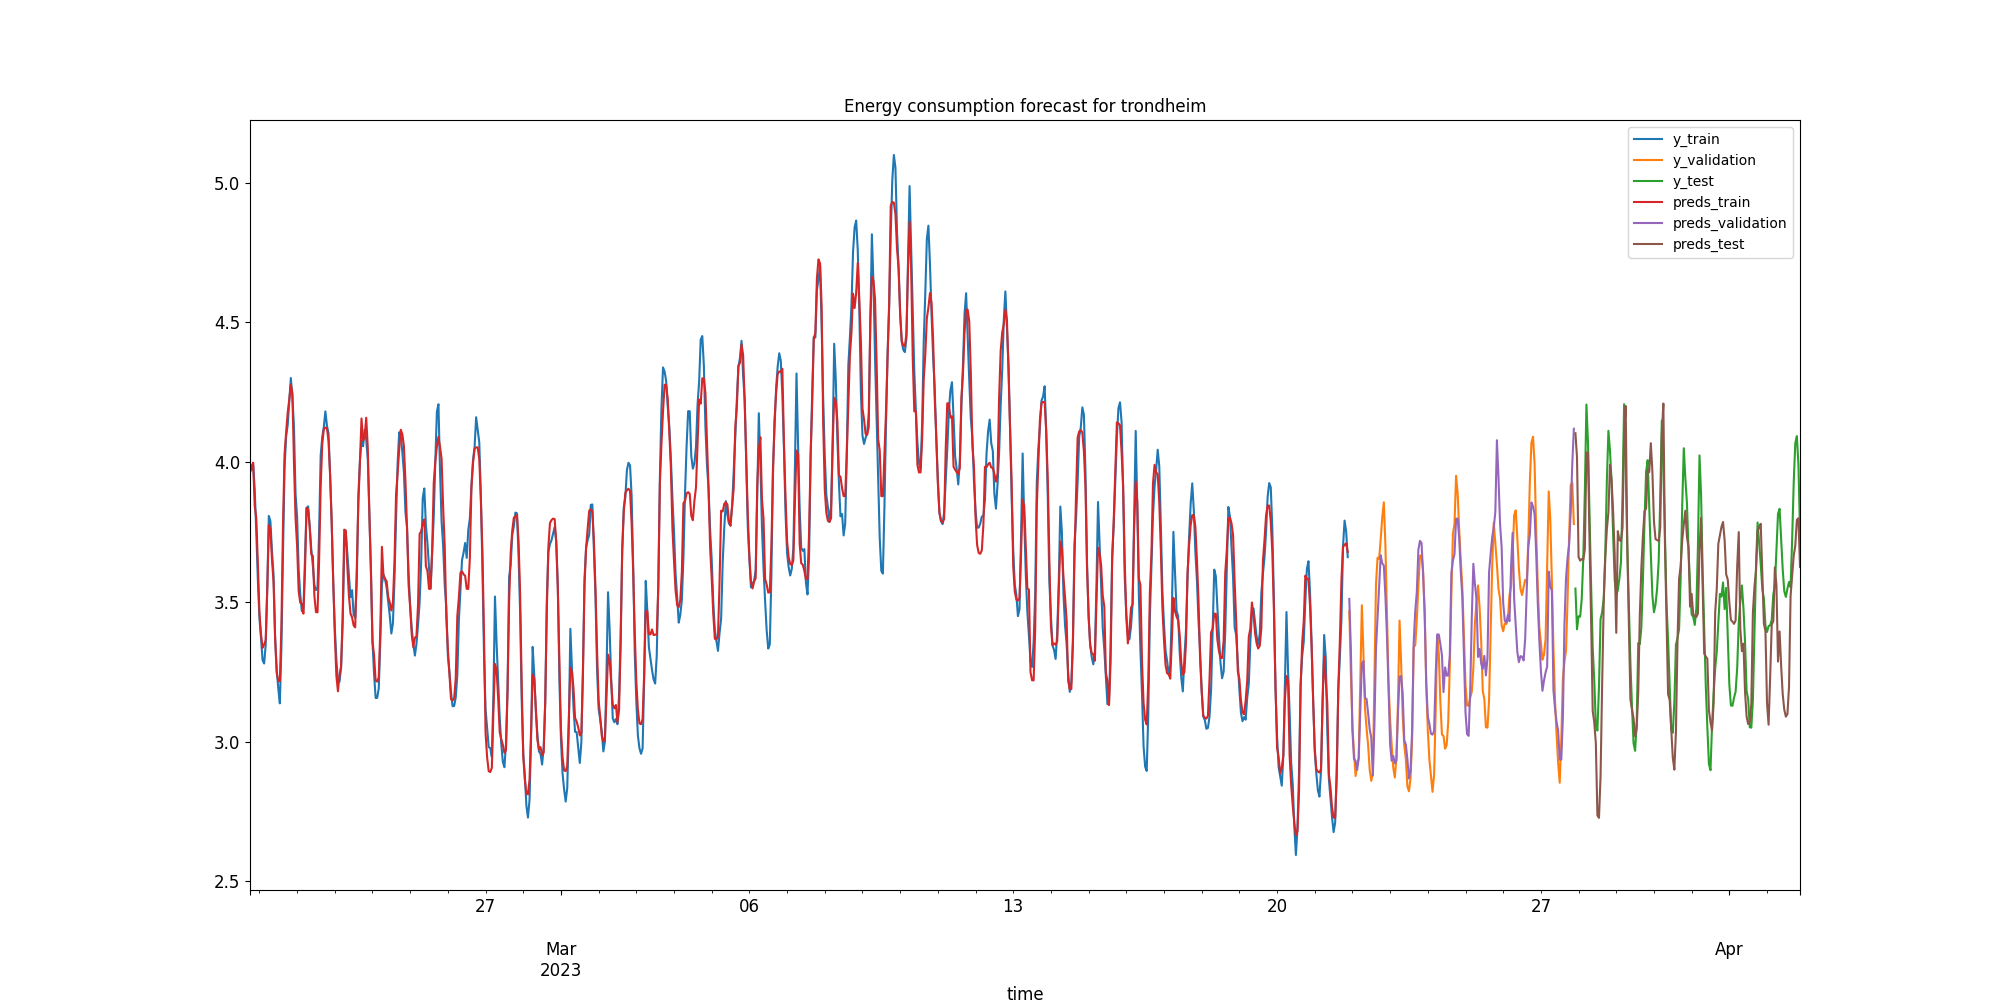 Energy consumption forecast for trondheim
y_train
y_validation
y_test
preds_train
preds_validation
preds_test
5.0
4.5
4.0
3.5
3.0
2.5
27 06 13 20 27
Mar Apr
2023
time